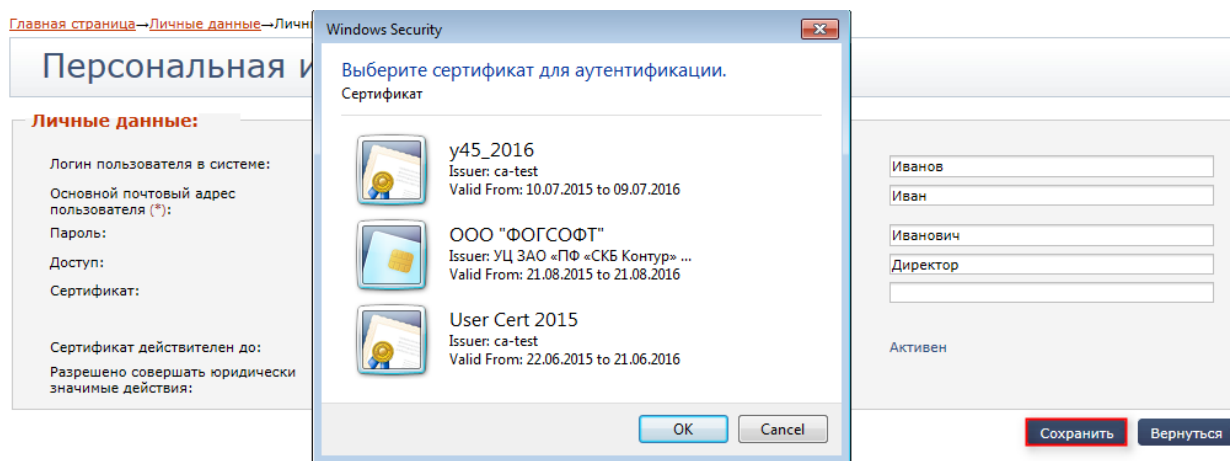 Главная страница→Личные данные→Личн
Персональная и
Личные данные:
Логин пользователя в системе:
Основной почтовый адрес
пользователя (*):
Пароль:
Доступ:
Сертификат:
Сертификат действителен до:
Разрешено совершать юридически
значимые действия:
Windows Security
Выберите сертификат для аутентификации.
Сертификат
y45_2016
Issuer: ca-test
Valid From: 10.07.2015 to 09.07.2016
ООО "ФОГСОФТ"
Issuer: УЦ ЗАО «ПФ «СКБ Контур» ...
Valid From: 21.08.2015 to 21.08.2016
User Cert 2015
Issuer: ca-test
Valid From: 22.06.2015 to 21.06.2016
OK
Cancel
Иванов
Иван
Иванович
Директор
Активен
Сохранить
Вернуться